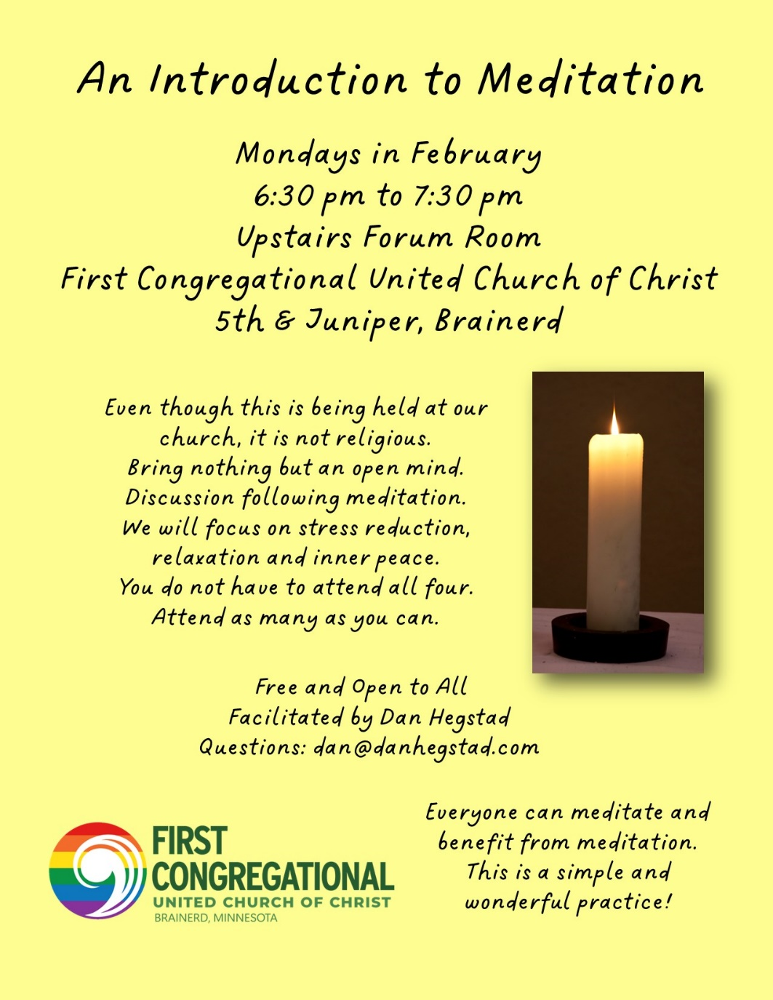 An Introduction to Meditation
Mondays in February
6:30 pm to 7:30 pm
Upstairs Forum Room
First Congregational United Church of Christ
5th & Juniper, Brainerd
Even though this is being held at our
church, it is not religious.
Bring nothing but an open mind.
Discussion following meditation.
We will focus on stress reduction,
relaxation and inner peace.
You do not have to attend all four.
Attend as many as you can.
Free and Open to All
Facilitated by Dan Hegstad
Questions: dan@danhegstad.com
FIRST
CONGREGATIONAL
UNITED CHURCH OF CHRIST
BRAINERD, MINNESOTA
Everyone can meditate and
benefit from meditation.
This is a simple and
wonderful practice!